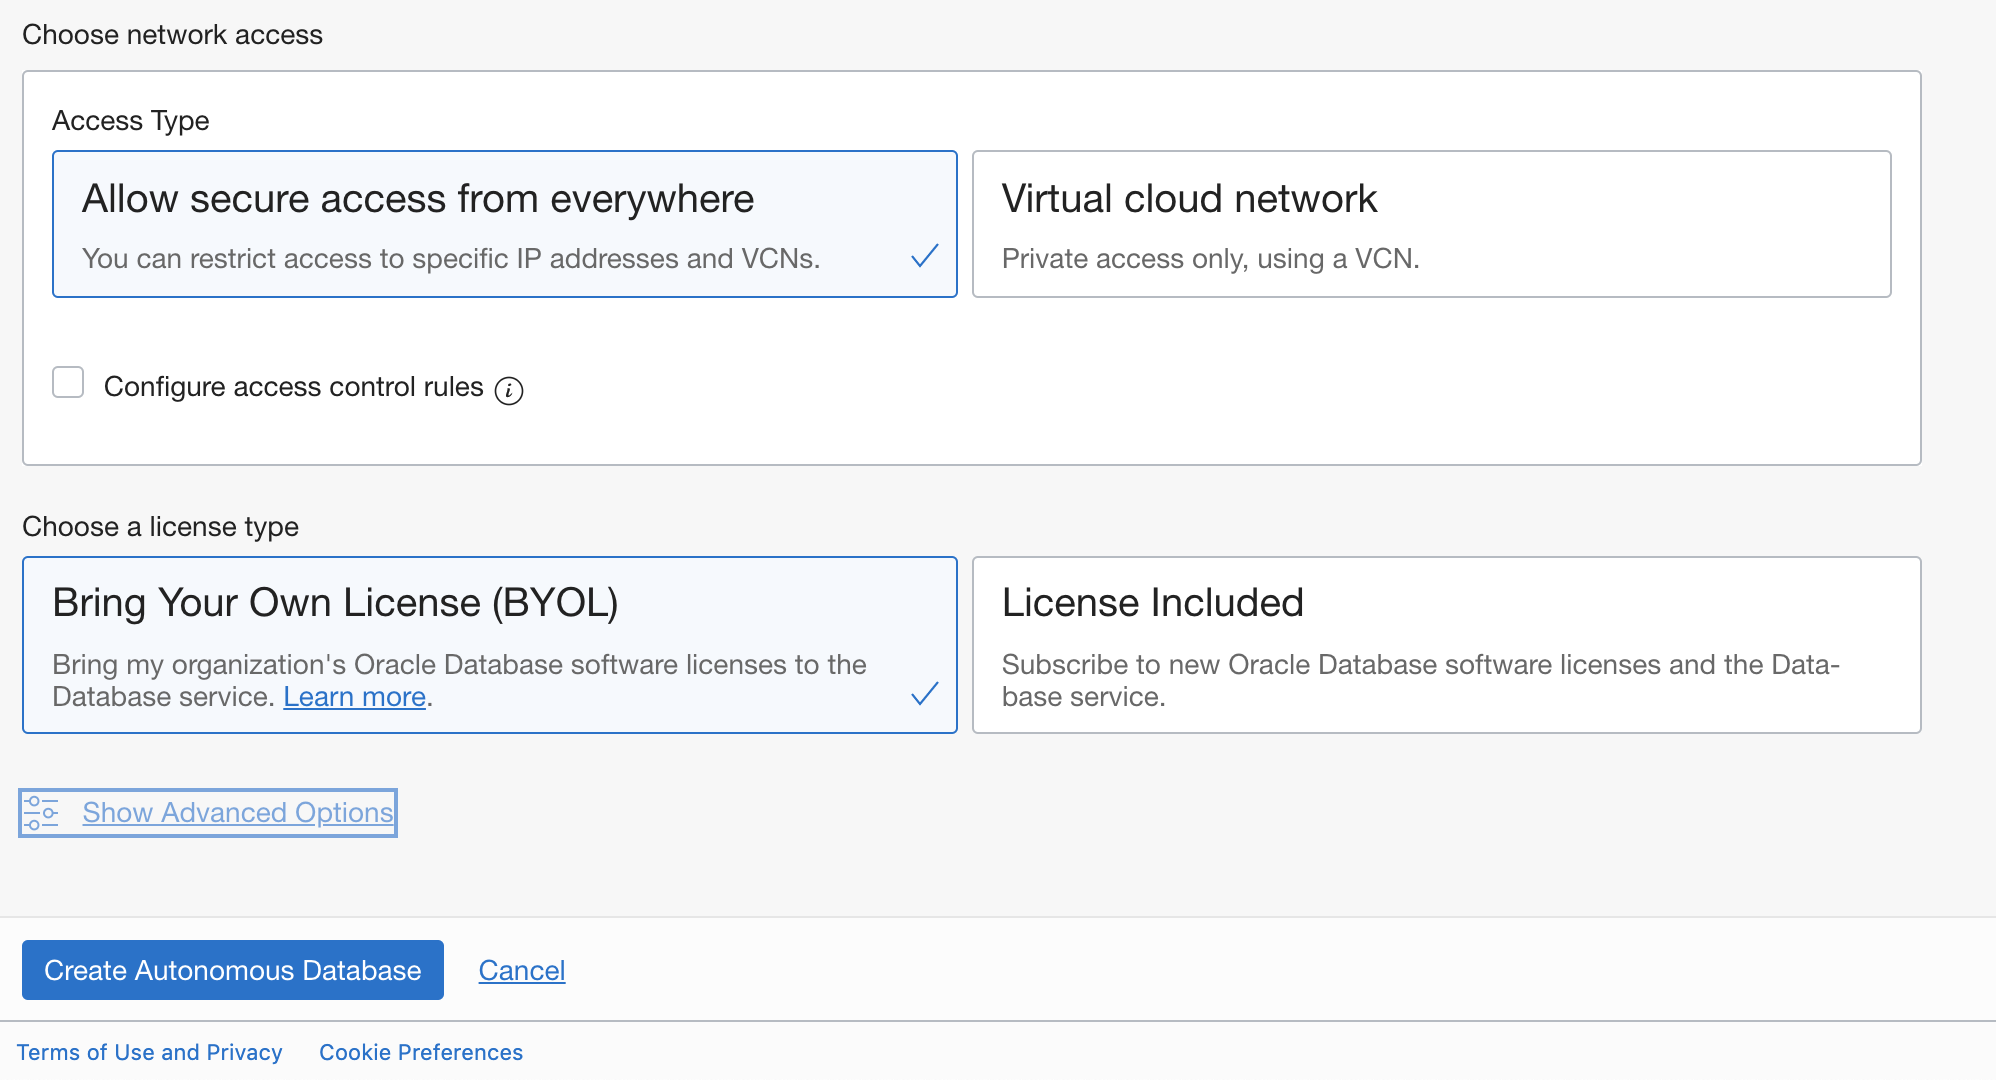 Choose network access
Access Type
Allow secure access from everywhere
You can restrict access to specific IP addresses and VCNs.
Virtual cloud network
Private access only, using a VCN.
Configure access control rules i
Choose a license type
Bring Your Own License (BYOL)
Bring my organization's Oracle Database software licenses to the
Database service. Learn more.
License Included
Subscribe to new Oracle Database software licenses and the Data-
base service.
Show Advanced Options
Create Autonomous Database Cancel
Terms of Use and Privacy Cookie Preferences